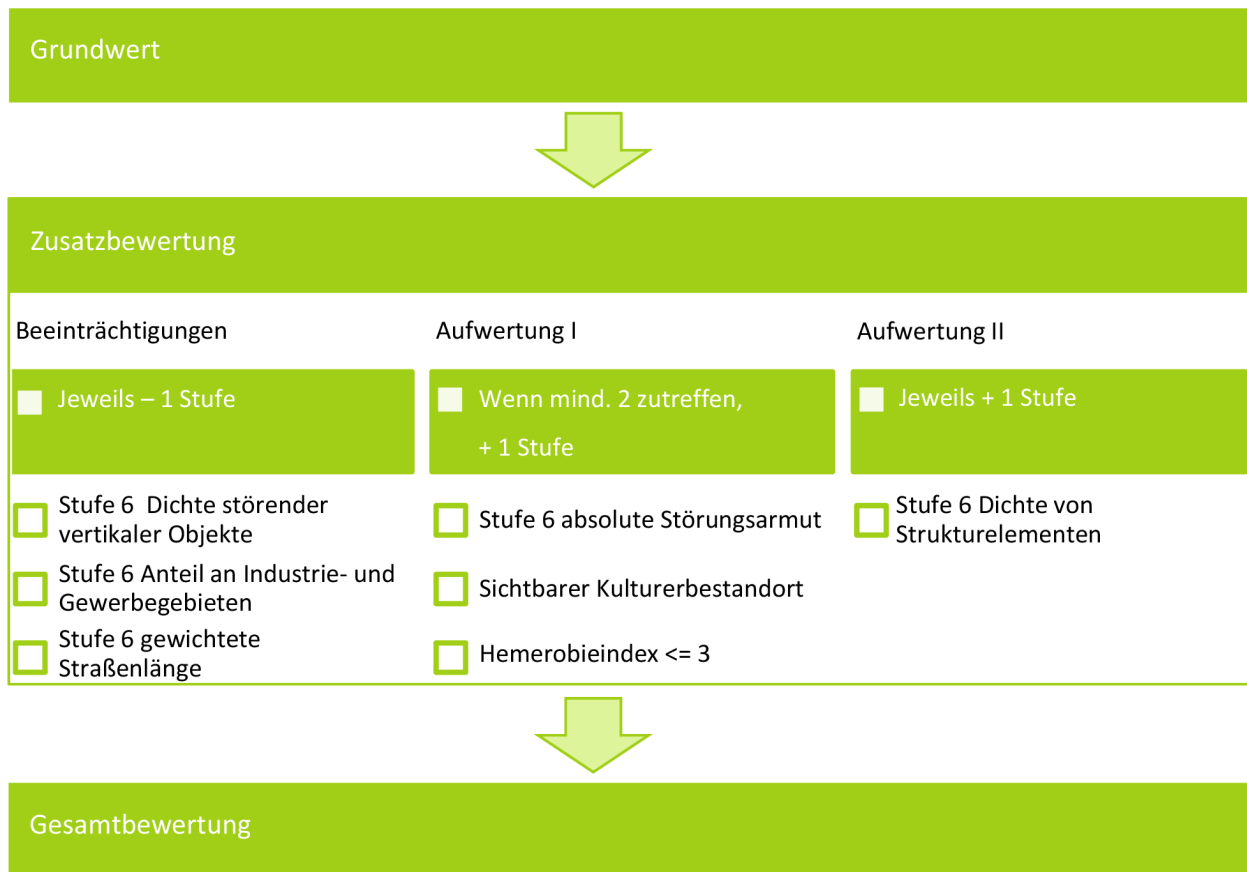 Grundwert
Zusatzbewertung
Beeinträchtigungen
Jeweils – 1 Stufe
Stufe 6  Dichte störender
vertikaler Objekte
Stufe 6 Anteil an Industrie- und
Gewerbegebieten
Stufe 6 gewichtete
Straßenlänge
Aufwertung I
Wenn mind. 2 zutreffen,
+ 1 Stufe
Stufe 6 absolute Störungsarmut
Sichtbarer Kulturerbestandort
Hemerobieindex <= 3
Aufwertung II
Jeweils + 1 Stufe
Stufe 6 Dichte von
Strukturelementen
Gesamtbewertung